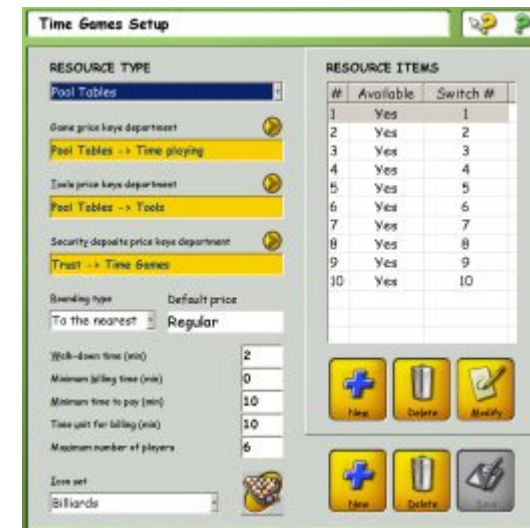 Time Games Setup
RESOURCE TYPE
Pool Tables
Game price keys department
Pool Tables -> Time playing
Tools price keys department
Pool Tables -> Tools
Security deposits price keys department
Trust -> Time Games
Rounding type
Default price
To the nearest
Regular
Walk-down time (min)
2
Minimum billing time (min)
0
Minimum time to pay (min)
10
Time unit for billing (min)
10
Maximum number of players
6
Icon set
Billiards
RESOURCE ITEMS
# Available Switch #
1 Yes 1
2 Yes 2
3 Yes 3
4 Yes 4
5 Yes 5
6 Yes 6
7 Yes 7
8 Yes 8
9 Yes 9
10 Yes 10
New Delete Modify
New Delete Save